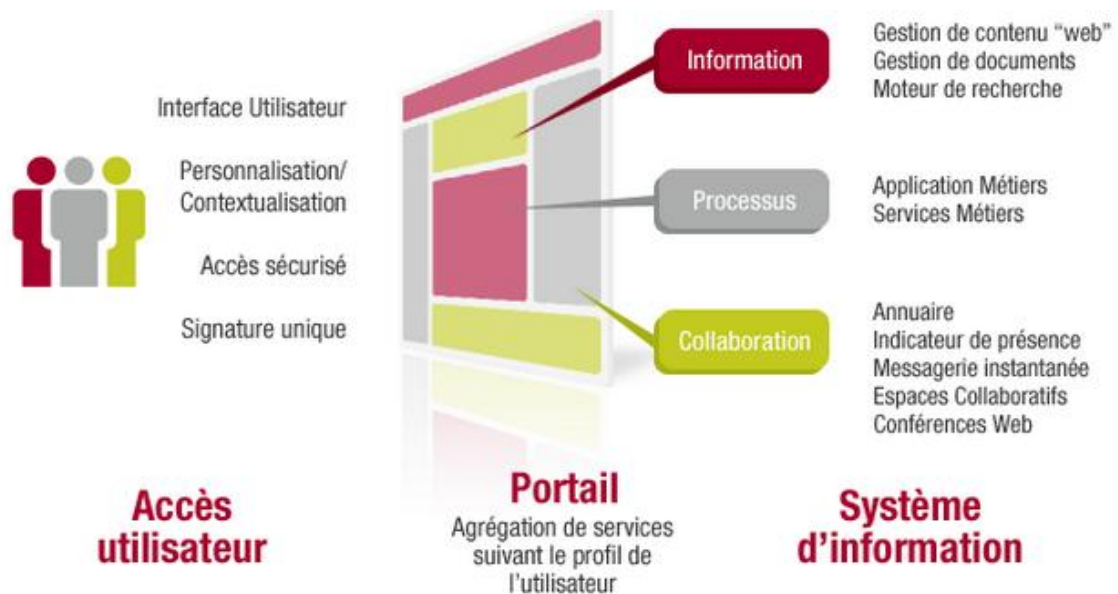 Interface Utilisateur
Personnalisation/
Contextualisation
Accès sécurisé
Signature unique
Information
Gestion de contenu “web”
Gestion de documents
Moteur de recherche
Processus
Application Métiers
Services Métiers
Collaboration
Annuaire
Indicateur de présence
Messagerie instantanée
Espaces Collaboratifs
Conférences Web
Accès
utilisateur
Portail
Agrégation de services
suivant le profil de
l’utilisateur
Système
d’information